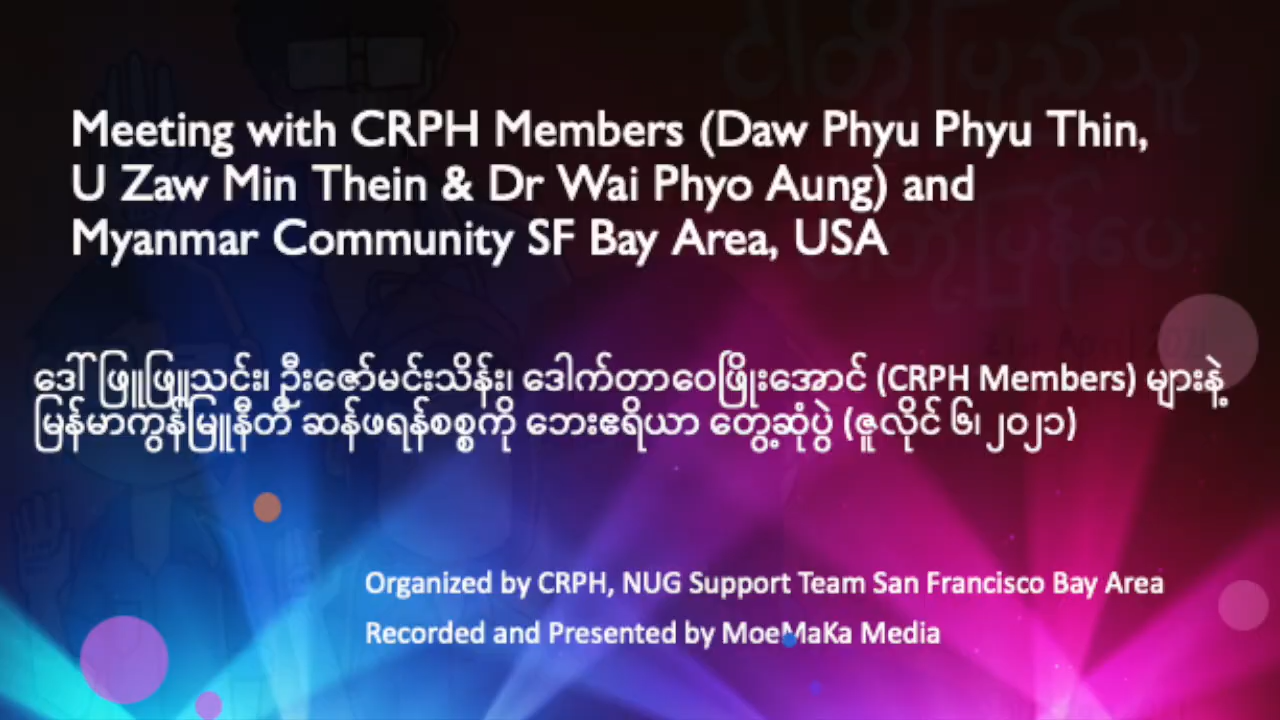 Meeting with CRPH Members (Daw Phyu Phyu Thin,
U Zaw Min Thein & Dr Wai Phyo Aung) and
Myanmar Community SF Bay Area, USA
ဒေါ်ဖြူဖြူသင်း၊ ဦးဇော်မင်းသိန်း၊ ဒေါက်တာဝေဖြိုးအောင် (CRPH Members) များနဲ့
မြန်မာကွန်မြူနီတီ ဆန်ဖရန်စစ္စကို ဘေးဧရိယာ တွေ့ဆုံပွဲ (ဇူလိုင် ၆၊ ၂၀၂၁)
Organized by CRPH, NUG Support Team San Francisco Bay Area
Recorded and Presented by MoeMaKa Media